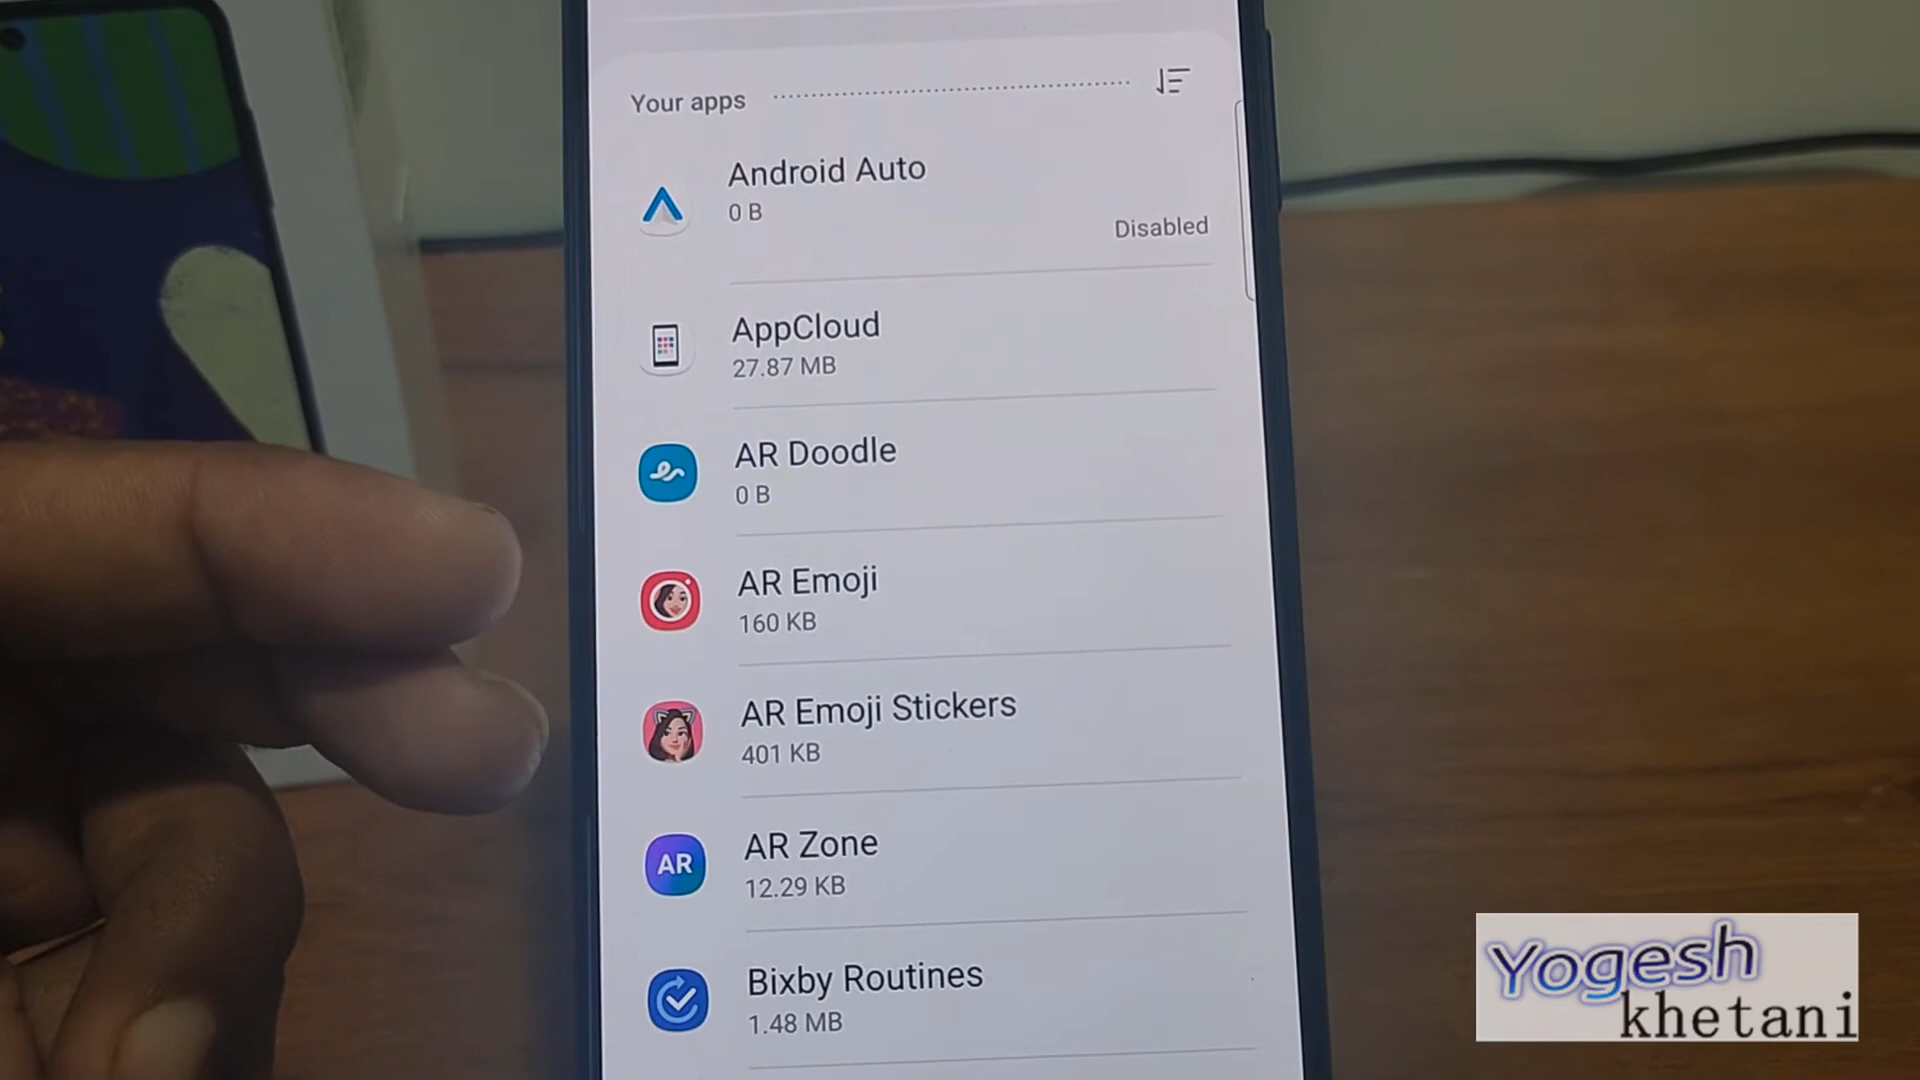 Your apps
Android Auto
0 B
Disabled
AppCloud
27.87 MB
AR Doodle
0 B
AR Emoji
160 KB
AR Emoji Stickers
401 KB
AR
AR Zone
12.29 KB
Bixby Routines
1.48 MB
Yogesh
khetani